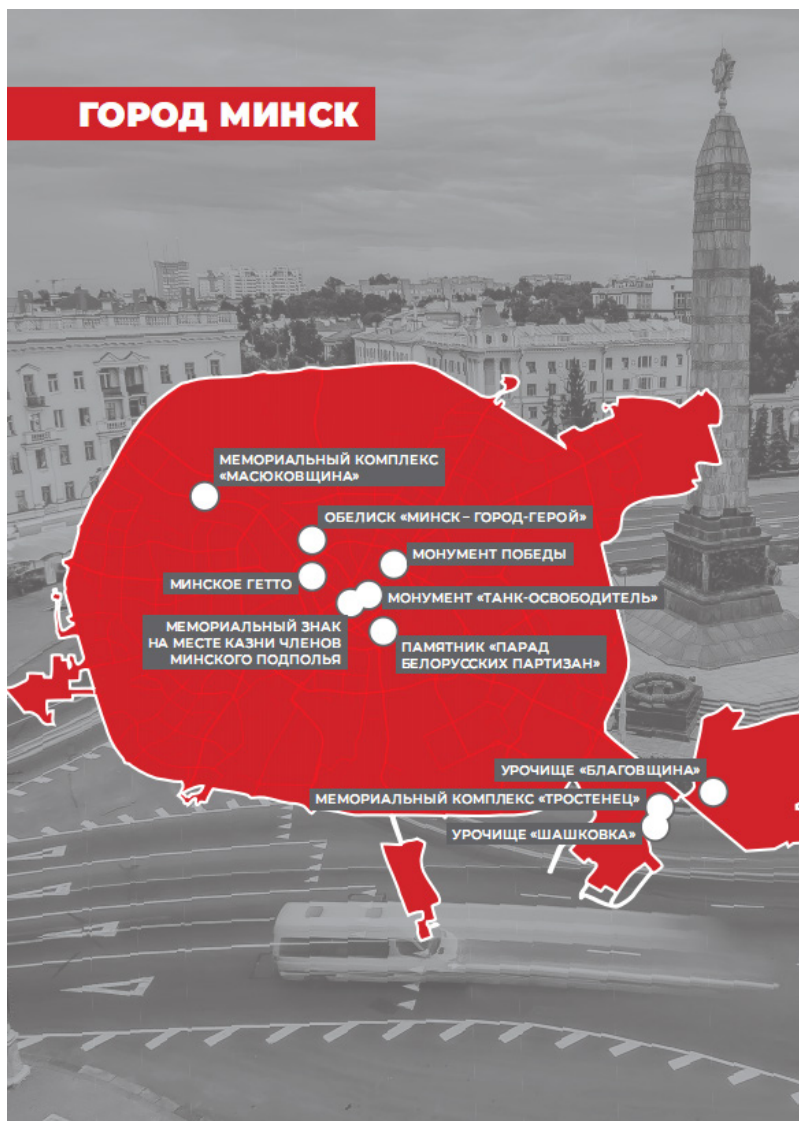 ГОРОД МИНСК
МЕМОРИАЛЬНЫЙ КОМПЛЕКС
«МАСЮКОВЩИНА»
ОБЕЛИСК «МИНСК – ГОРОД-ГЕРОЙ»
МОНУМЕНТ ПОБЕДЫ
МИНСКОЕ ГЕТТО
МОНУМЕНТ «ТАНК-ОСВОБОДИТЕЛЬ»
МЕМОРИАЛЬНЫЙ ЗНАК
НА МЕСТЕ КАЗНИ ЧЛЕНОВ
МИНСКОГО ПОДПОЛЬЯ
ПАМЯТНИК «ПАРАД
БЕЛОРУССКИХ ПАРТИЗАН»
УРОЧИЩЕ «БЛАГОВЩИНА»
МЕМОРИАЛЬНЫЙ КОМПЛЕКС «ТРОСТЕНЕЦ»
УРОЧИЩЕ «ШАШКОВКА»